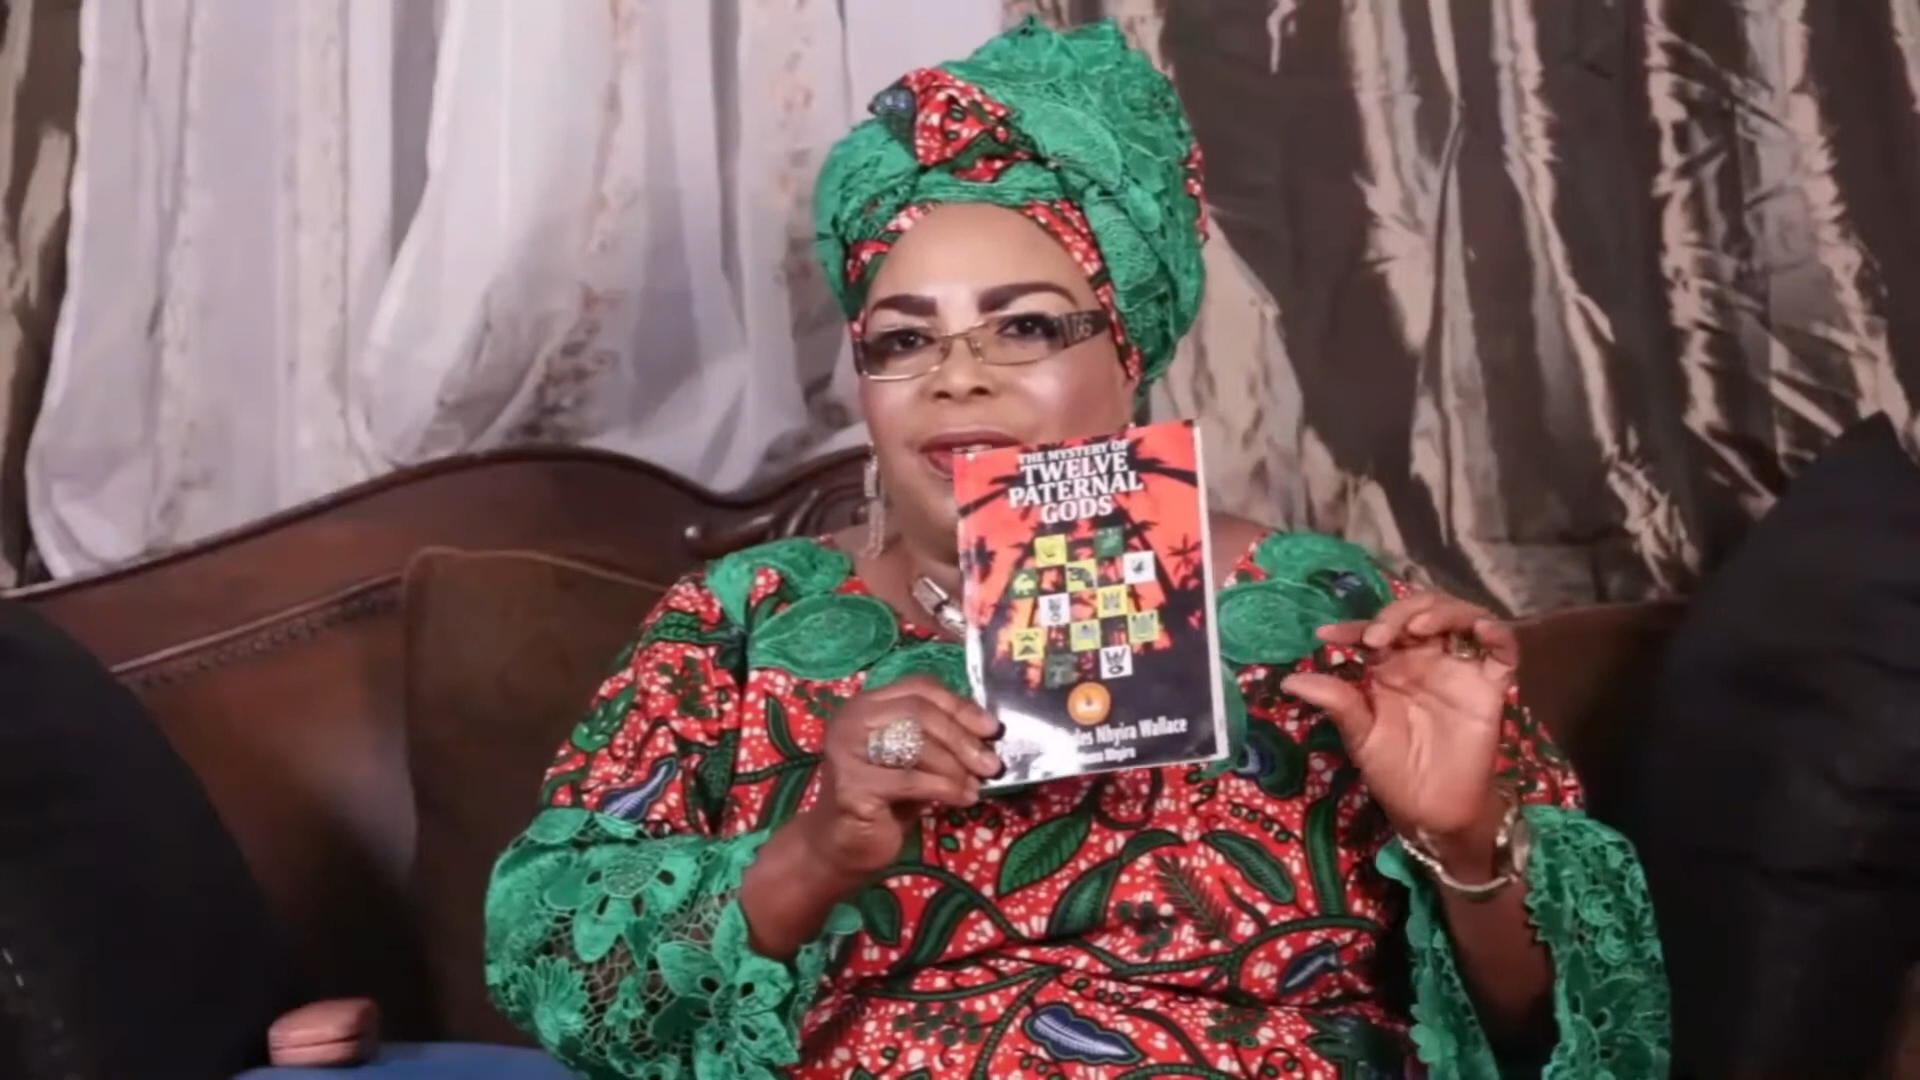 THE MYSTERY OF
TWELVE
PATERNAL
GODS
Nhyira Wallace